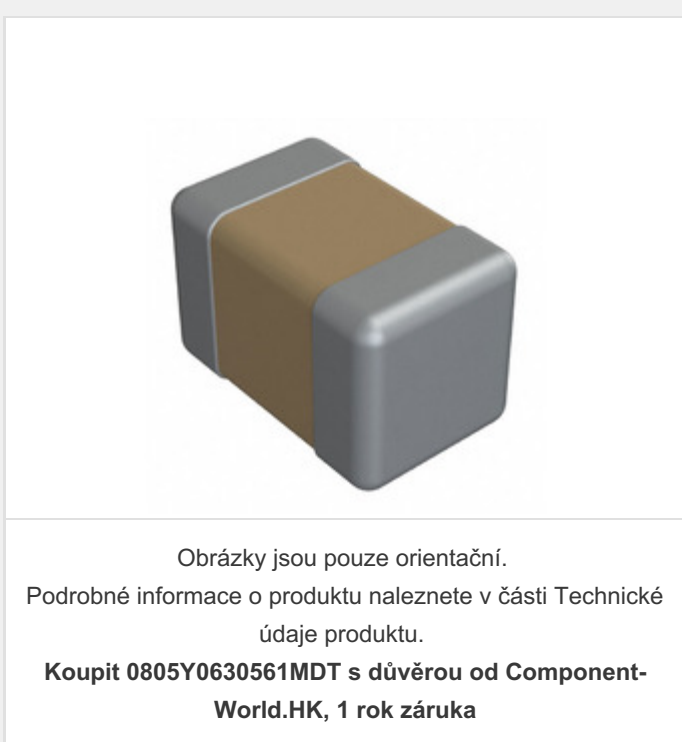 Obrázky jsou pouze orientační.
Podrobné informace o produktu naleznete v části Technické
údaje produktu.
Koupit 0805Y0630561MDT s důvěrou od Component-
World.HK, 1 rok záruka